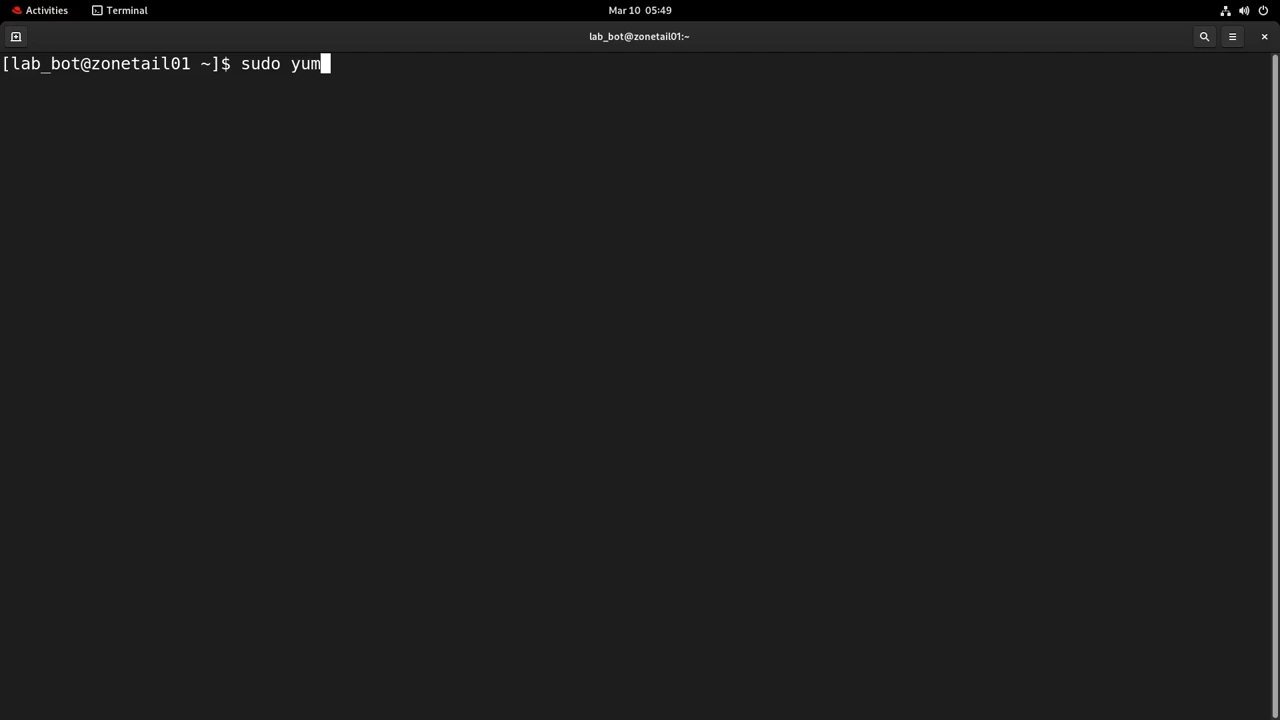 Activities Terminal Mar 10 05:49
lab_bot@zonetail01:~
[lab_bot@zonetail01 ~]$ sudo yum